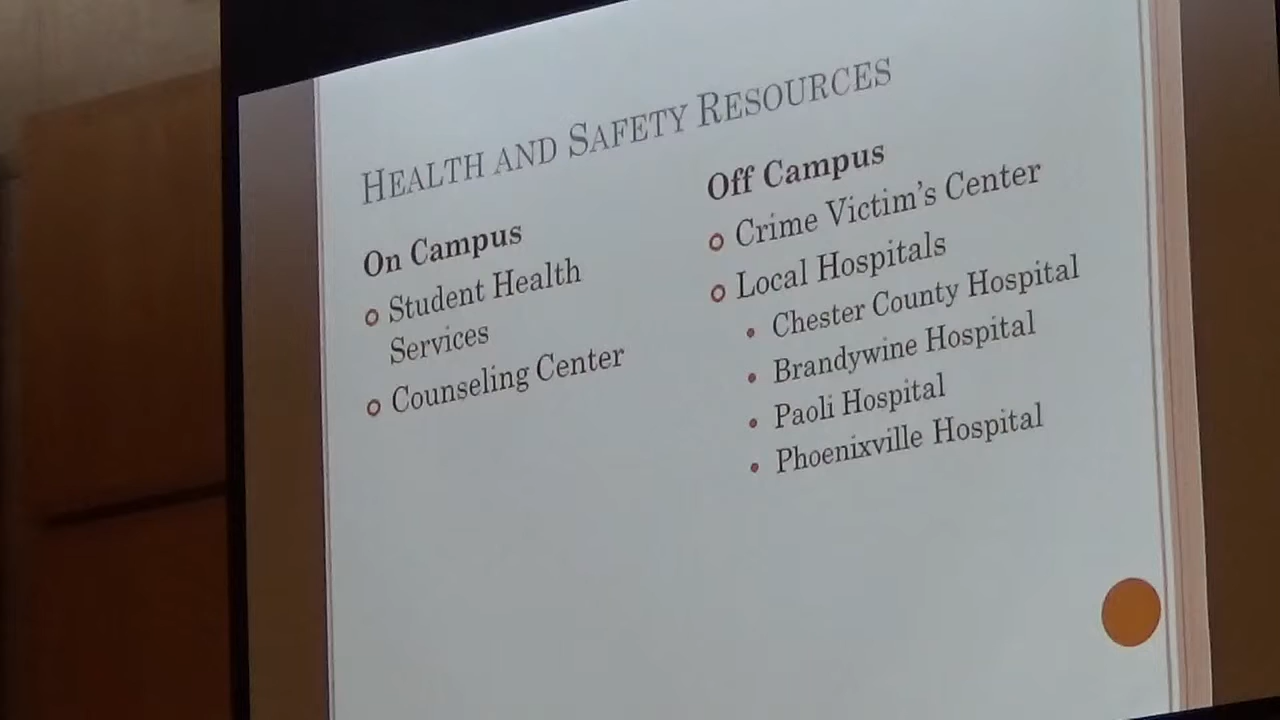 HEALTH AND SAFETY RESOURCES
On Campus
Student Health
Services
Counseling Center
Off Campus
Crime Victim's Center
Local Hospitals
Chester County Hospital
Brandywine Hospital
Paoli Hospital
Phoenixville Hospital